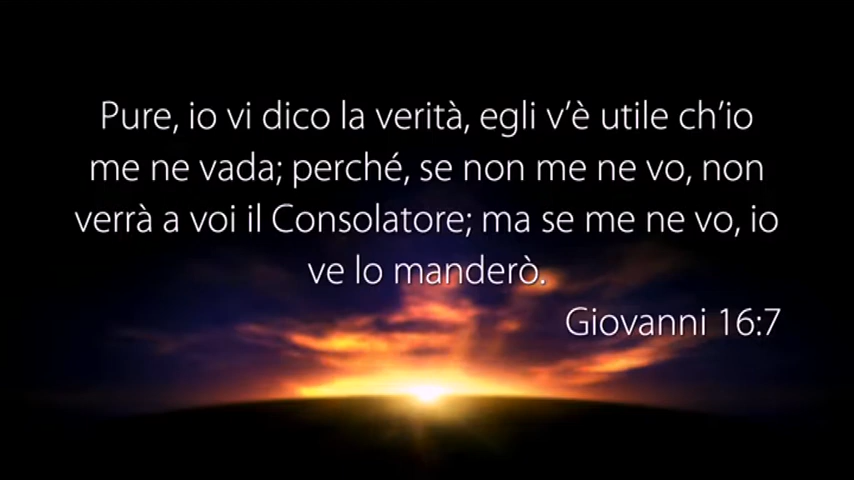 Pure, io vi dico la verità, egli v’è utile ch’io
me ne vada; perché, se non me ne vo, non
verrà a voi il Consolatore; ma se me ne vo, io
ve lo manderò.
Giovanni 16:7